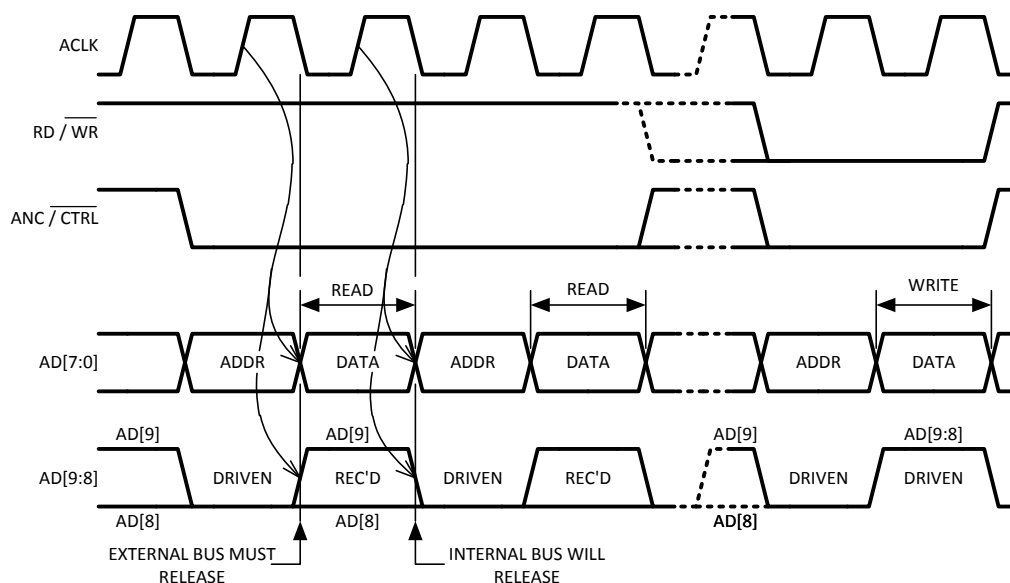 ACLK
RD / WR
ANC / CTRL
READ
READ
WRITE
AD[7:0]
ADDR
DATA
ADDR
DATA
ADDR
DATA
AD[9]
AD[9]
AD[9]
AD[9:8]
AD[9:8]
DRIVEN
REC'D
DRIVEN
REC'D
DRIVEN
DRIVEN
AD[8]
AD[8]
AD[8]
EXTERNAL BUS MUST
RELEASE
INTERNAL BUS WILL
RELEASE